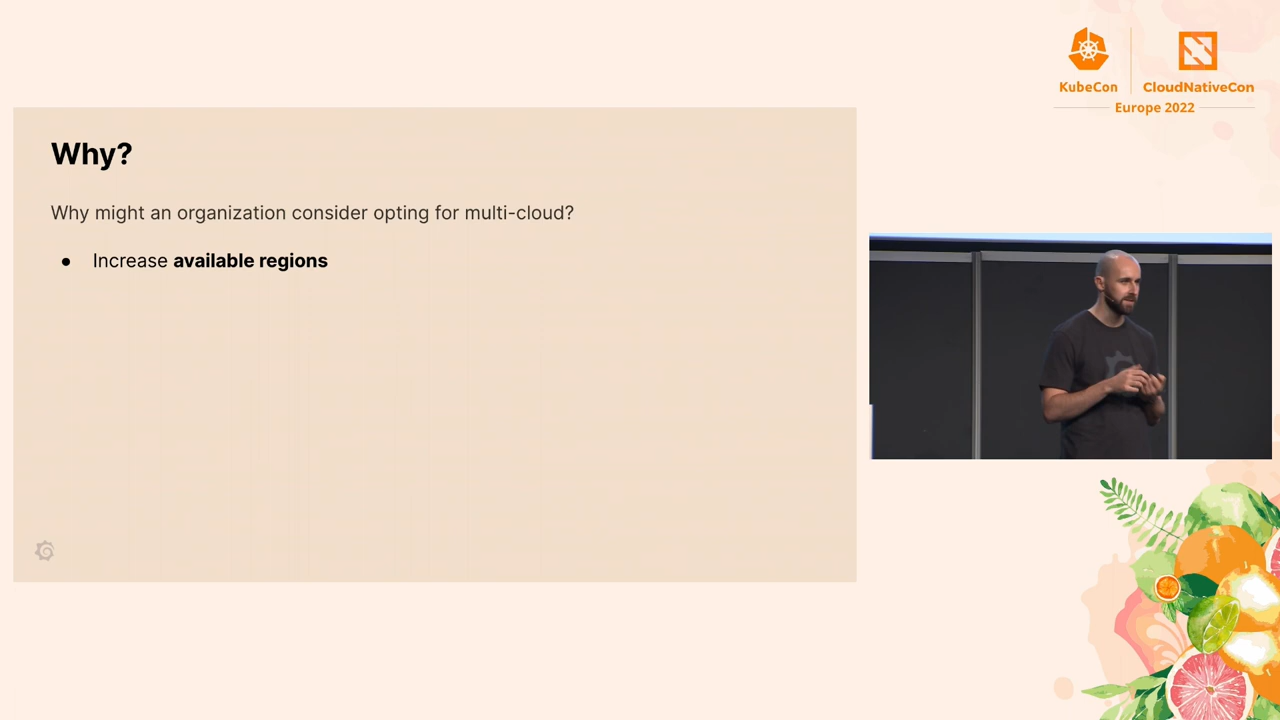 KubeCon
CloudNativeCon
Europe 2022
Why?
Why might an organization consider opting for multi-cloud?
● Increase available regions